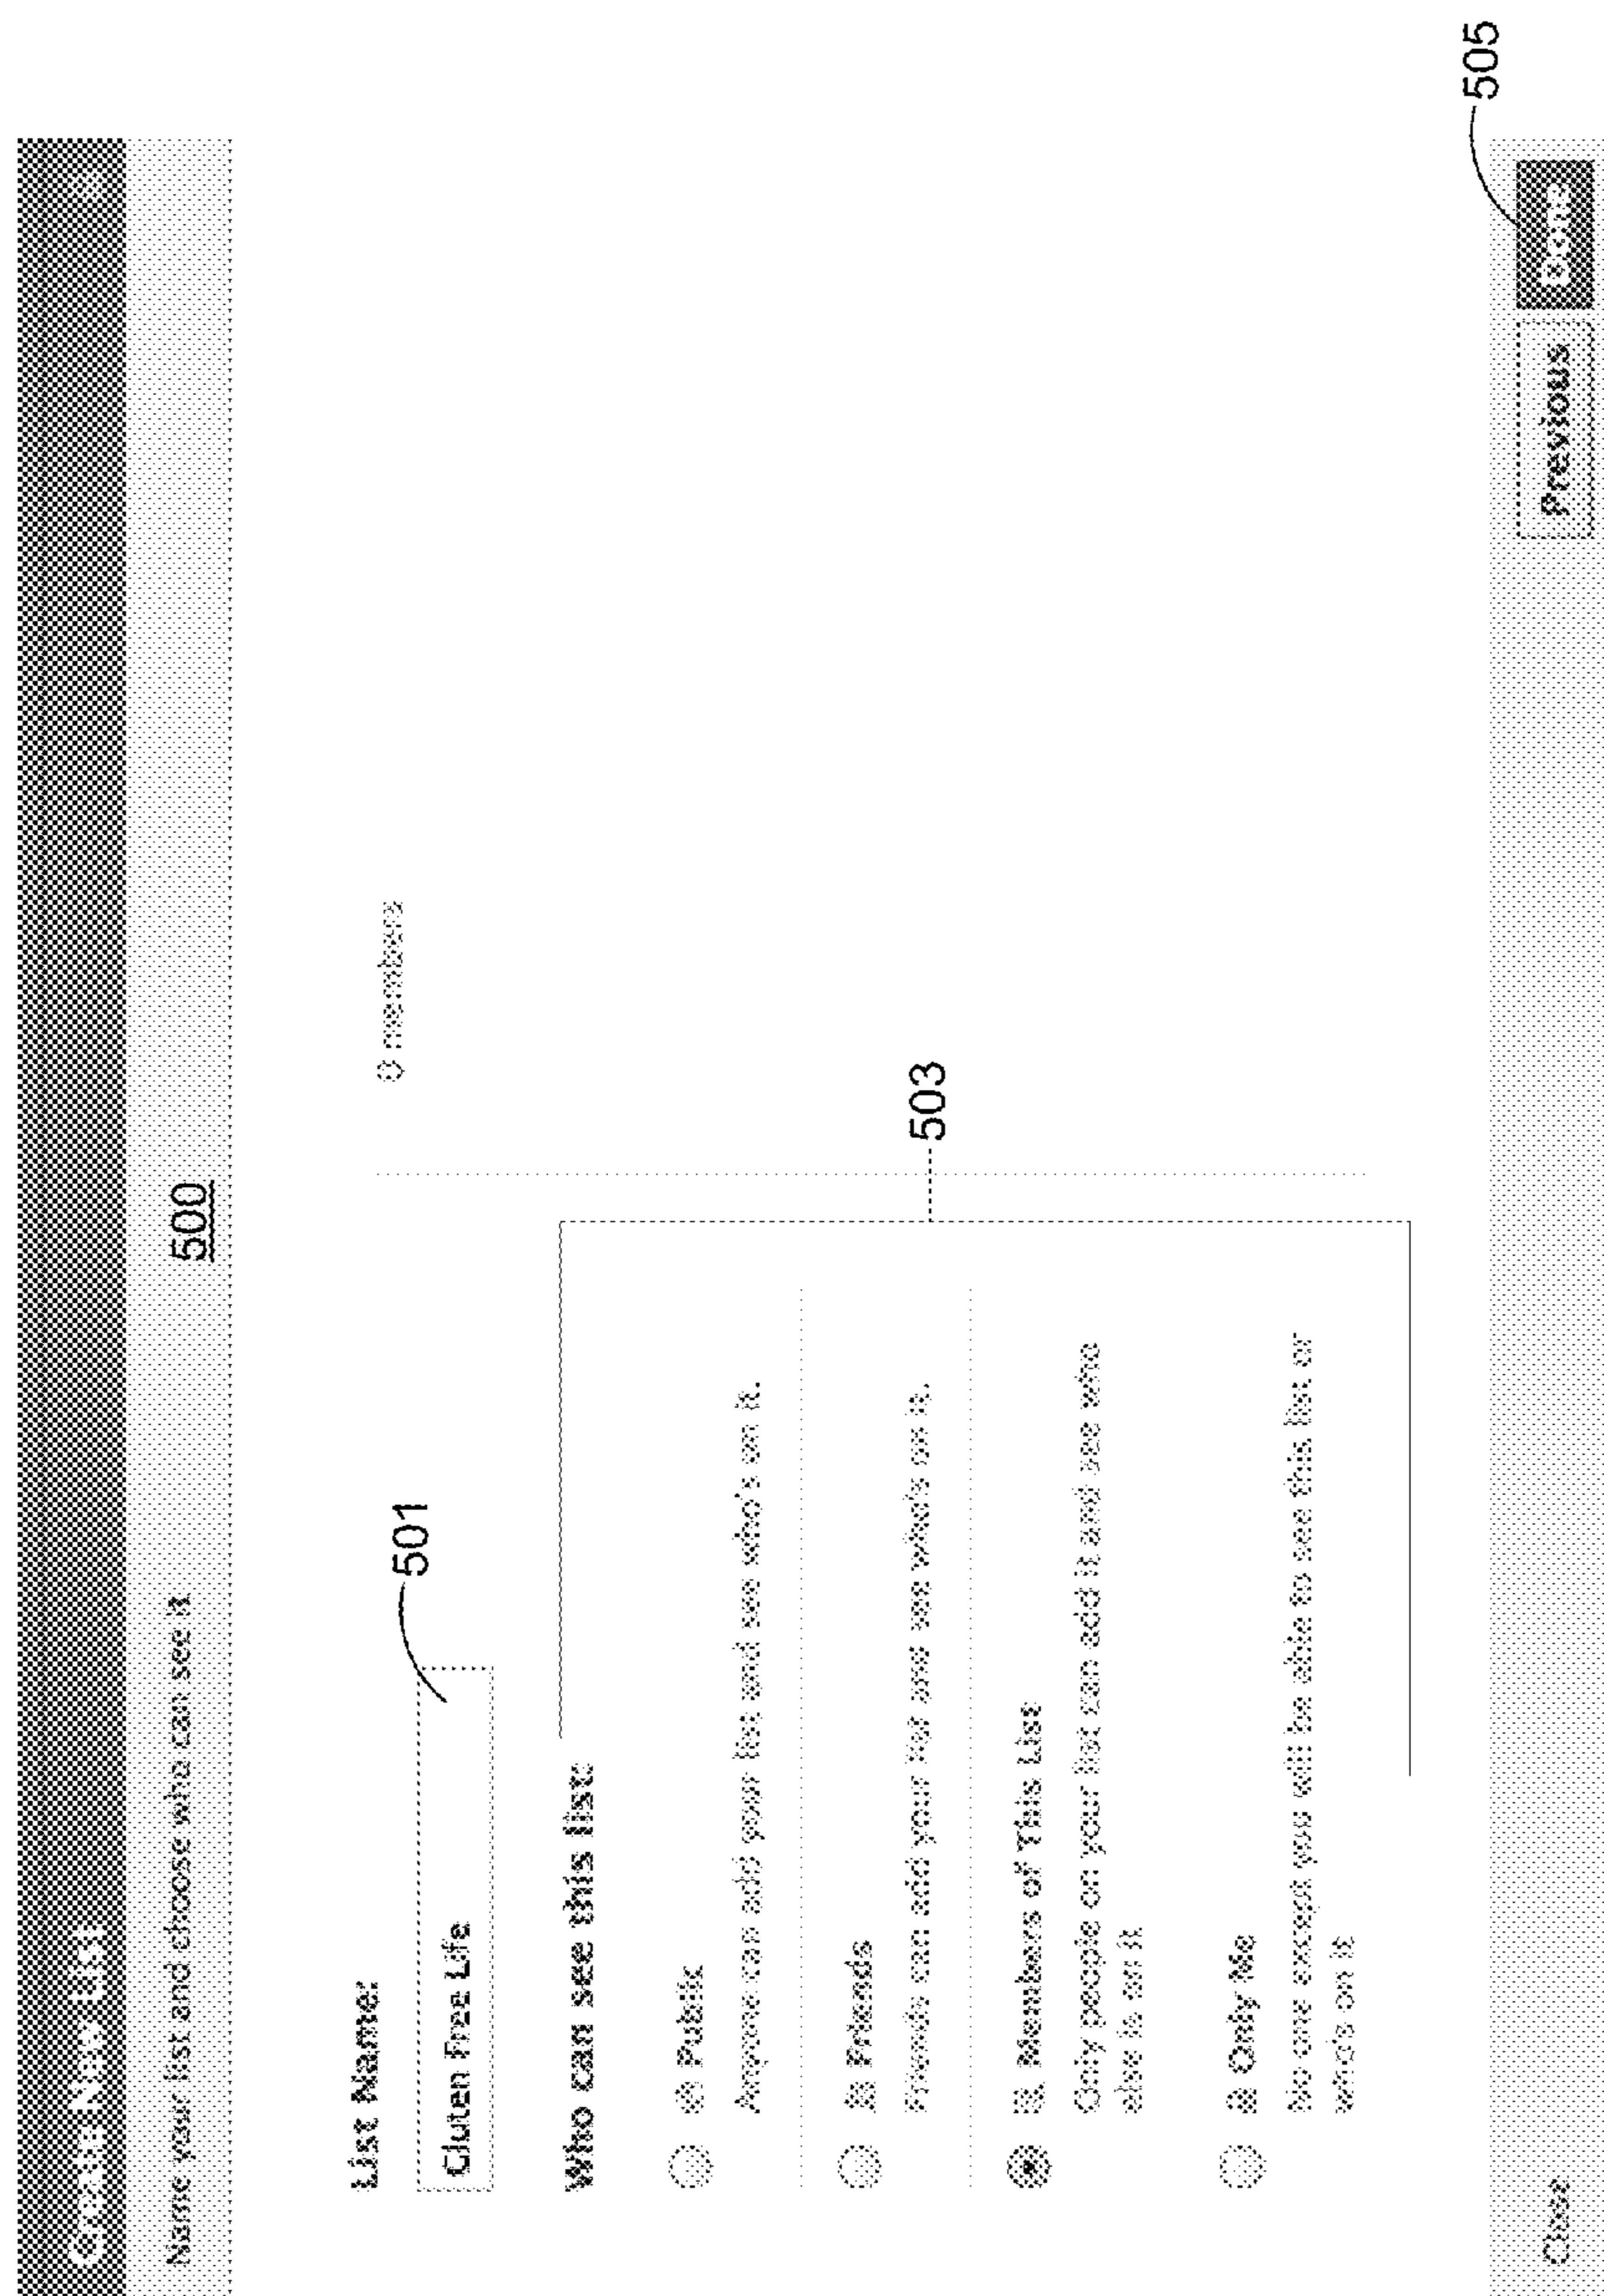 Create New List
Name your list and choose who can see it
500
List Name:
501
Gluten Free Life
0 members
Who can see this list:
Public
Anyone can add your list and see who's on it.
Friends
Friends can add your and see who's on it.
503
Members of This List
Only people on your list can add it and see who
else is on it
Only Me
No one except you will be able to see this list or
who's on it
505
Close
Previous
Done